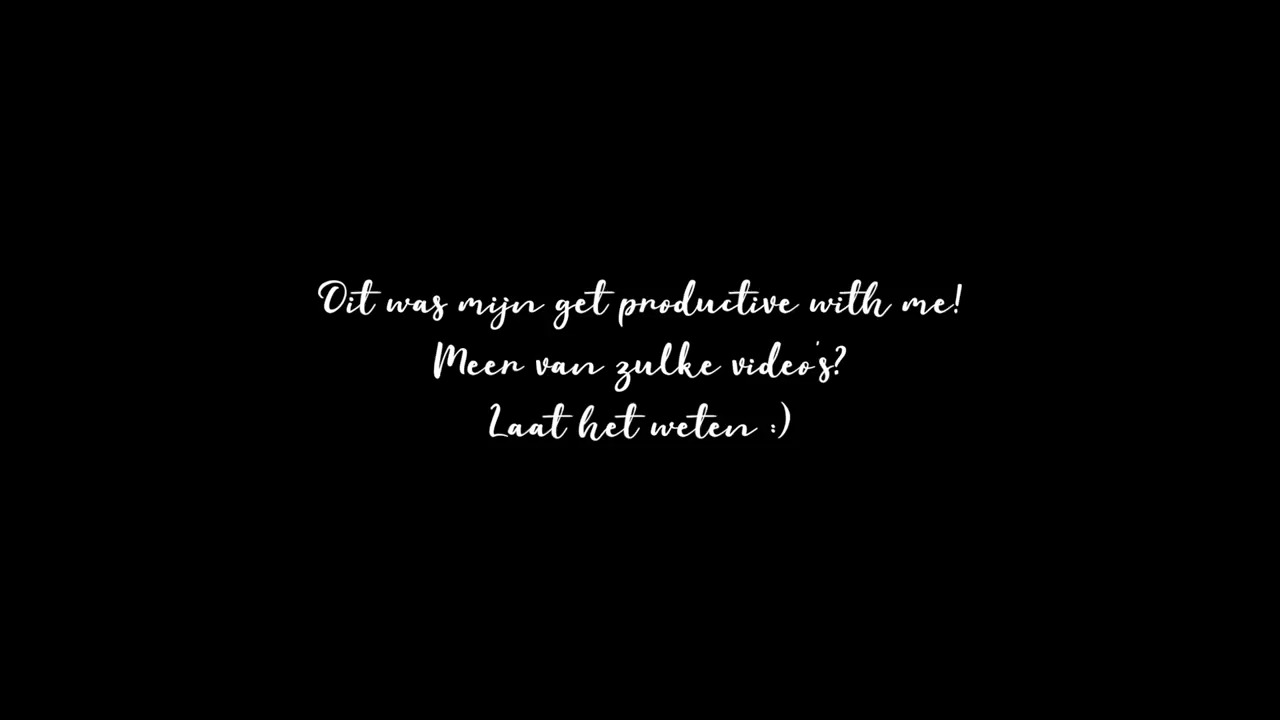 Dit was mijn get productive with me!
Meer van zulke video's?
Laat het weten :)